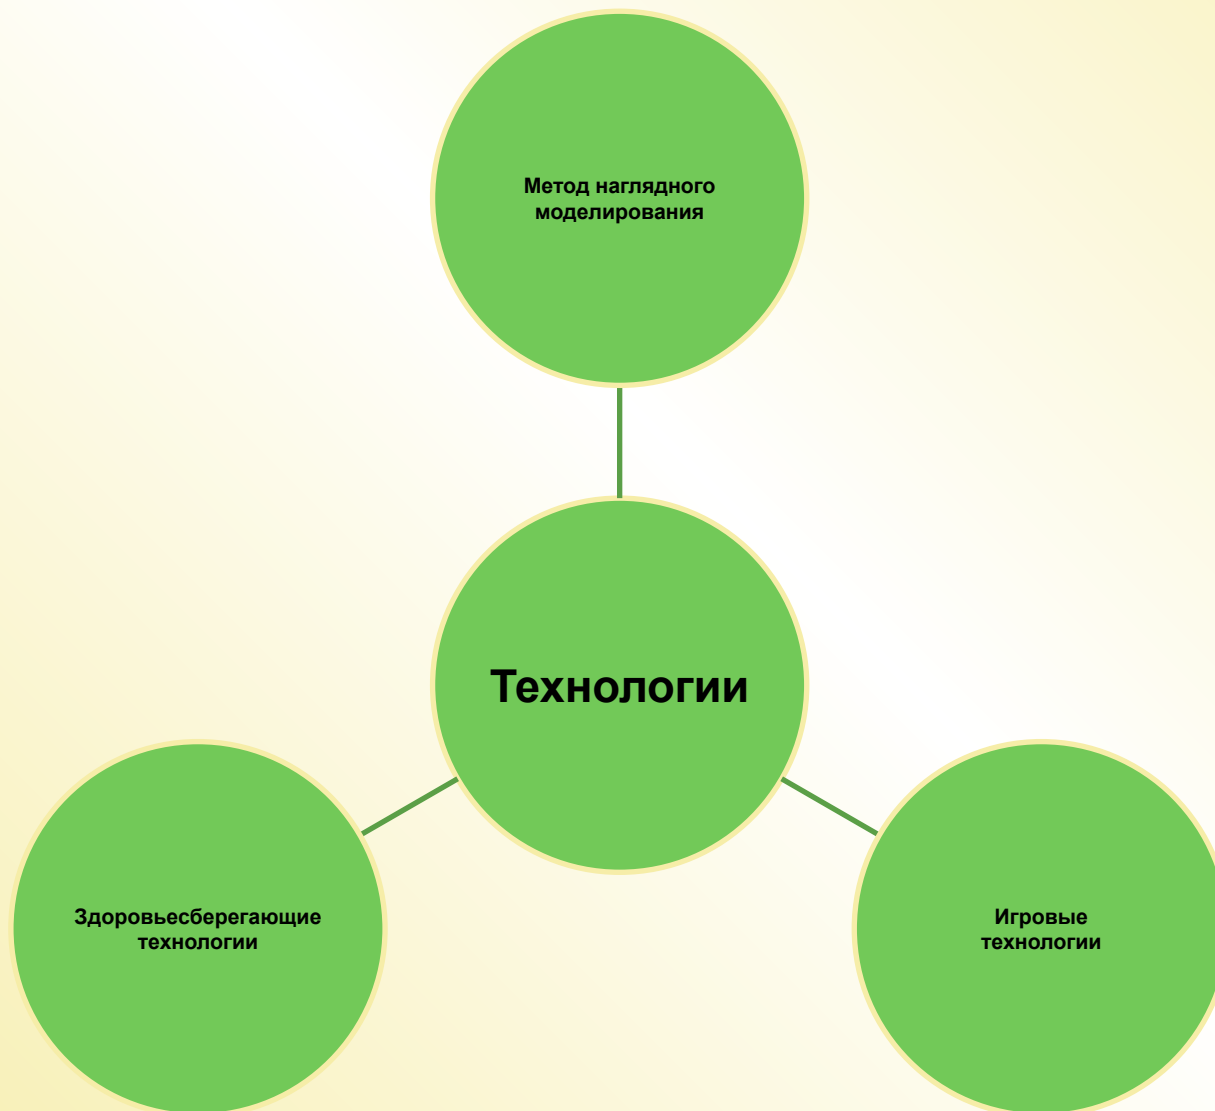 Метод наглядного
моделирования
Технологии
Здоровьесберегающие
технологии
Игровые
технологии